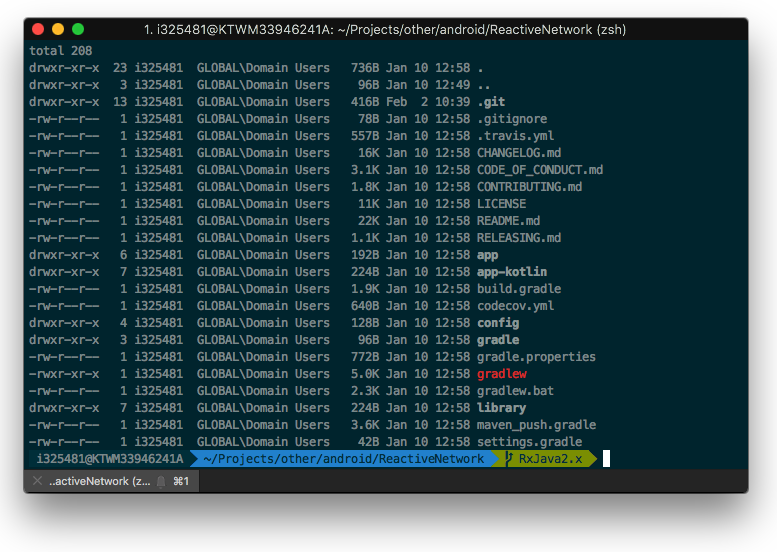 1. i325481@KTWM33946241A: ~/Projects/other/android/ReactiveNetwork (zsh)
total 208
drwxr-xr-x  23 i325481  GLOBAL\Domain Users   736B Jan 10 12:58 .
drwxr-xr-x   3 i325481  GLOBAL\Domain Users    96B Jan 10 12:49 ..
drwxr-xr-x  13 i325481  GLOBAL\Domain Users   416B Feb  2 10:39 .git
-rw-r--r--   1 i325481  GLOBAL\Domain Users    78B Jan 10 12:58 .gitignore
-rw-r--r--   1 i325481  GLOBAL\Domain Users   557B Jan 10 12:58 .travis.yml
-rw-r--r--   1 i325481  GLOBAL\Domain Users    16K Jan 10 12:58 CHANGELOG.md
-rw-r--r--   1 i325481  GLOBAL\Domain Users   3.1K Jan 10 12:58 CODE_OF_CONDUCT.md
-rw-r--r--   1 i325481  GLOBAL\Domain Users   1.8K Jan 10 12:58 CONTRIBUTING.md
-rw-r--r--   1 i325481  GLOBAL\Domain Users    11K Jan 10 12:58 LICENSE
-rw-r--r--   1 i325481  GLOBAL\Domain Users    22K Jan 10 12:58 README.md
-rw-r--r--   1 i325481  GLOBAL\Domain Users   1.1K Jan 10 12:58 RELEASING.md
drwxr-xr-x   6 i325481  GLOBAL\Domain Users   192B Jan 10 12:58 app
drwxr-xr-x   7 i325481  GLOBAL\Domain Users   224B Jan 10 12:58 app-kotlin
-rw-r--r--   1 i325481  GLOBAL\Domain Users   1.9K Jan 10 12:58 build.gradle
-rw-r--r--   1 i325481  GLOBAL\Domain Users   640B Jan 10 12:58 codecov.yml
drwxr-xr-x   4 i325481  GLOBAL\Domain Users   128B Jan 10 12:58 config
drwxr-xr-x   3 i325481  GLOBAL\Domain Users    96B Jan 10 12:58 gradle
-rw-r--r--   1 i325481  GLOBAL\Domain Users   772B Jan 10 12:58 gradle.properties
-rwxr-xr-x   1 i325481  GLOBAL\Domain Users   5.0K Jan 10 12:58 gradlew
-rw-r--r--   1 i325481  GLOBAL\Domain Users   2.3K Jan 10 12:58 gradlew.bat
drwxr-xr-x   7 i325481  GLOBAL\Domain Users   224B Jan 10 12:58 library
-rw-r--r--   1 i325481  GLOBAL\Domain Users   3.6K Jan 10 12:58 maven_push.gradle
-rw-r--r--   1 i325481  GLOBAL\Domain Users    42B Jan 10 12:58 settings.gradle
i325481@KTWM33946241A ~/Projects/other/android/ReactiveNetwork RxJava2.x
..activeNetwork (z... ⌘1